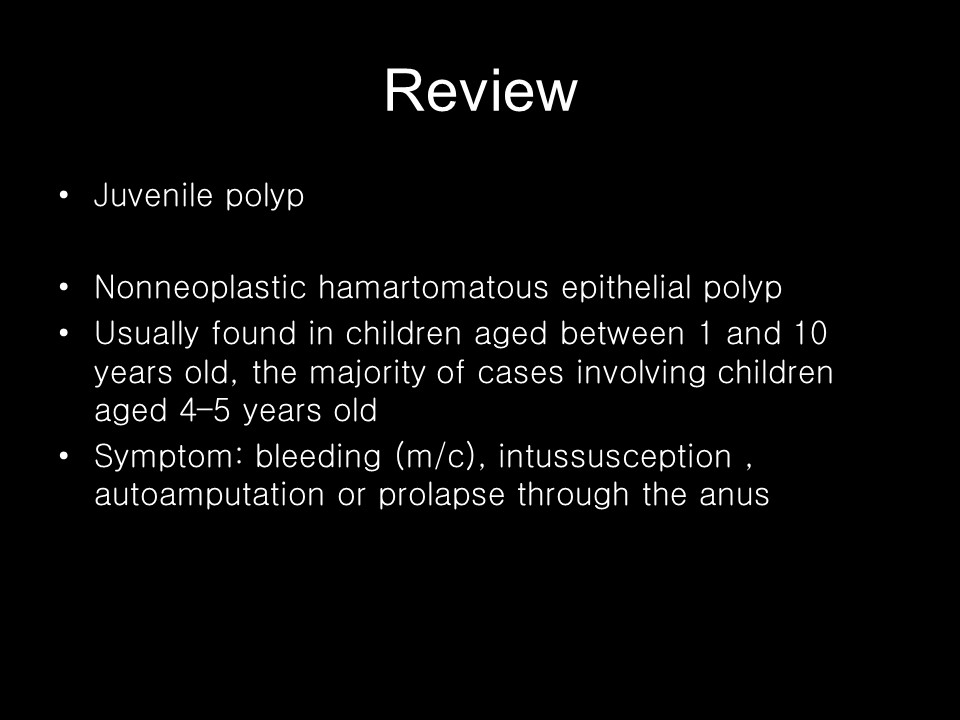 Review
• Juvenile polyp
• Nonneoplastic hamartomatous epithelial polyp
• Usually found in children aged between 1 and 10
years old, the majority of cases involving children
aged 4–5 years old
• Symptom: bleeding (m/c), intussusception ,
autoamputation or prolapse through the anus